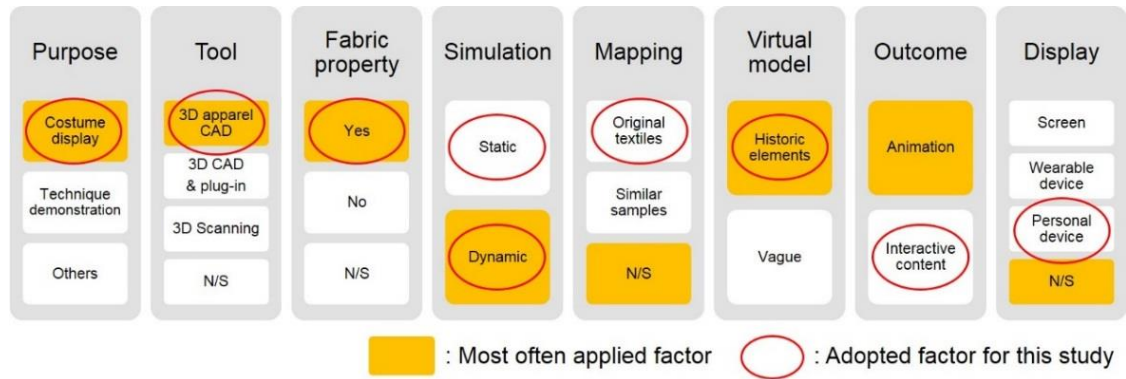 Purpose
Costume
display
Technique
demonstration
Others
Tool
3D apparel
CAD
3D CAD
& plug-in
3D Scanning
N/S
Fabric
property
Yes
No
N/S
Simulation
Static
Dynamic
Mapping
Original
textiles
Similar
samples
N/S
Virtual
model
Historic
elements
Vague
Outcome
Animation
Interactive
content
Display
Screen
Wearable
device
Personal
device
N/S
: Most often applied factor
: Adopted factor for this study